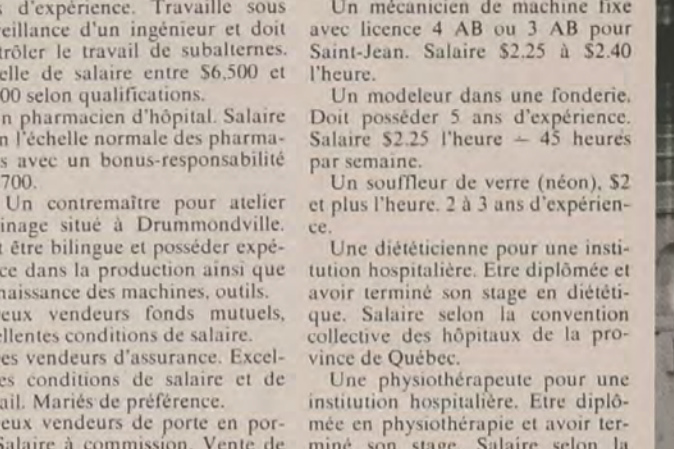 d'expérience. Travaille sous
eillance d'un ingénieur et doit
trôler le travail de subalternes.
elle de salaire entre $6,500 et
00 selon qualifications.
n pharmacien d'hôpital. Salaire
n l'échelle normale des pharma-
s avec un bonus-responsabilité
700.
Un contremaître pour atelier
inage situé à Drummondville.
t être bilingue et posséder expé-
ce dans la production ainsi que
naissance des machines, outils.
eux vendeurs fonds mutuels,
ellentes conditions de salaire.
es vendeurs d'assurance. Excel-
es conditions de salaire et de
ail. Mariés de préférence.
eux vendeurs de porte en por-
Salaire à commission. Vente de
Un mécanicien de machine fixe
avec licence 4 AB ou 3 AB pour
Saint-Jean. Salaire $2.25 à $2.40
l'heure.
Un modeleur dans une fonderie.
Doit posséder 5 ans d'expérience.
Salaire $2.25 l'heure — 45 heures
par semaine.
Un souffleur de verre (néon), $2
et plus l'heure. 2 à 3 ans d'expérien-
ce.
Une diététicienne pour une insti-
tution hospitalière. Etre diplômée et
avoir terminé son stage en diététi-
que. Salaire selon la convention
collective des hôpitaux de la pro-
vince de Québec.
Une physiothérapeute pour une
institution hospitalière. Etre diplô-
mée en physiothérapie et avoir ter-
miné son stage. Salaire selon la